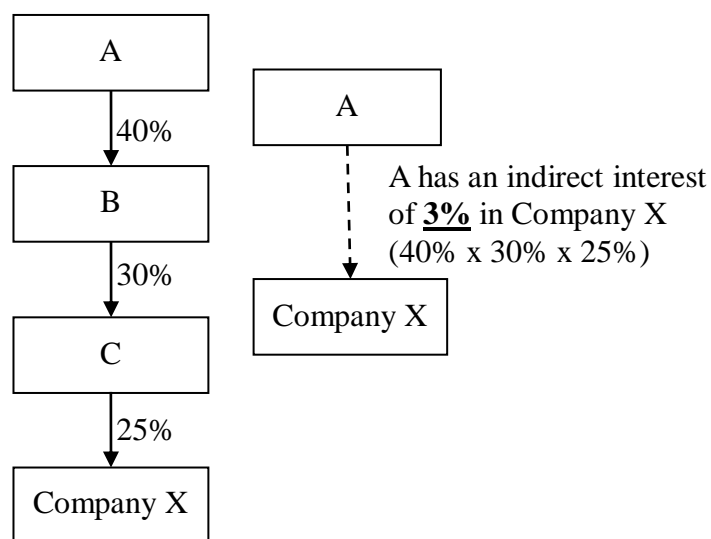 A
40%
B
30%
C
25%
Company X
A
A has an indirect interest
of 3% in Company X
(40% x 30% x 25%)
Company X